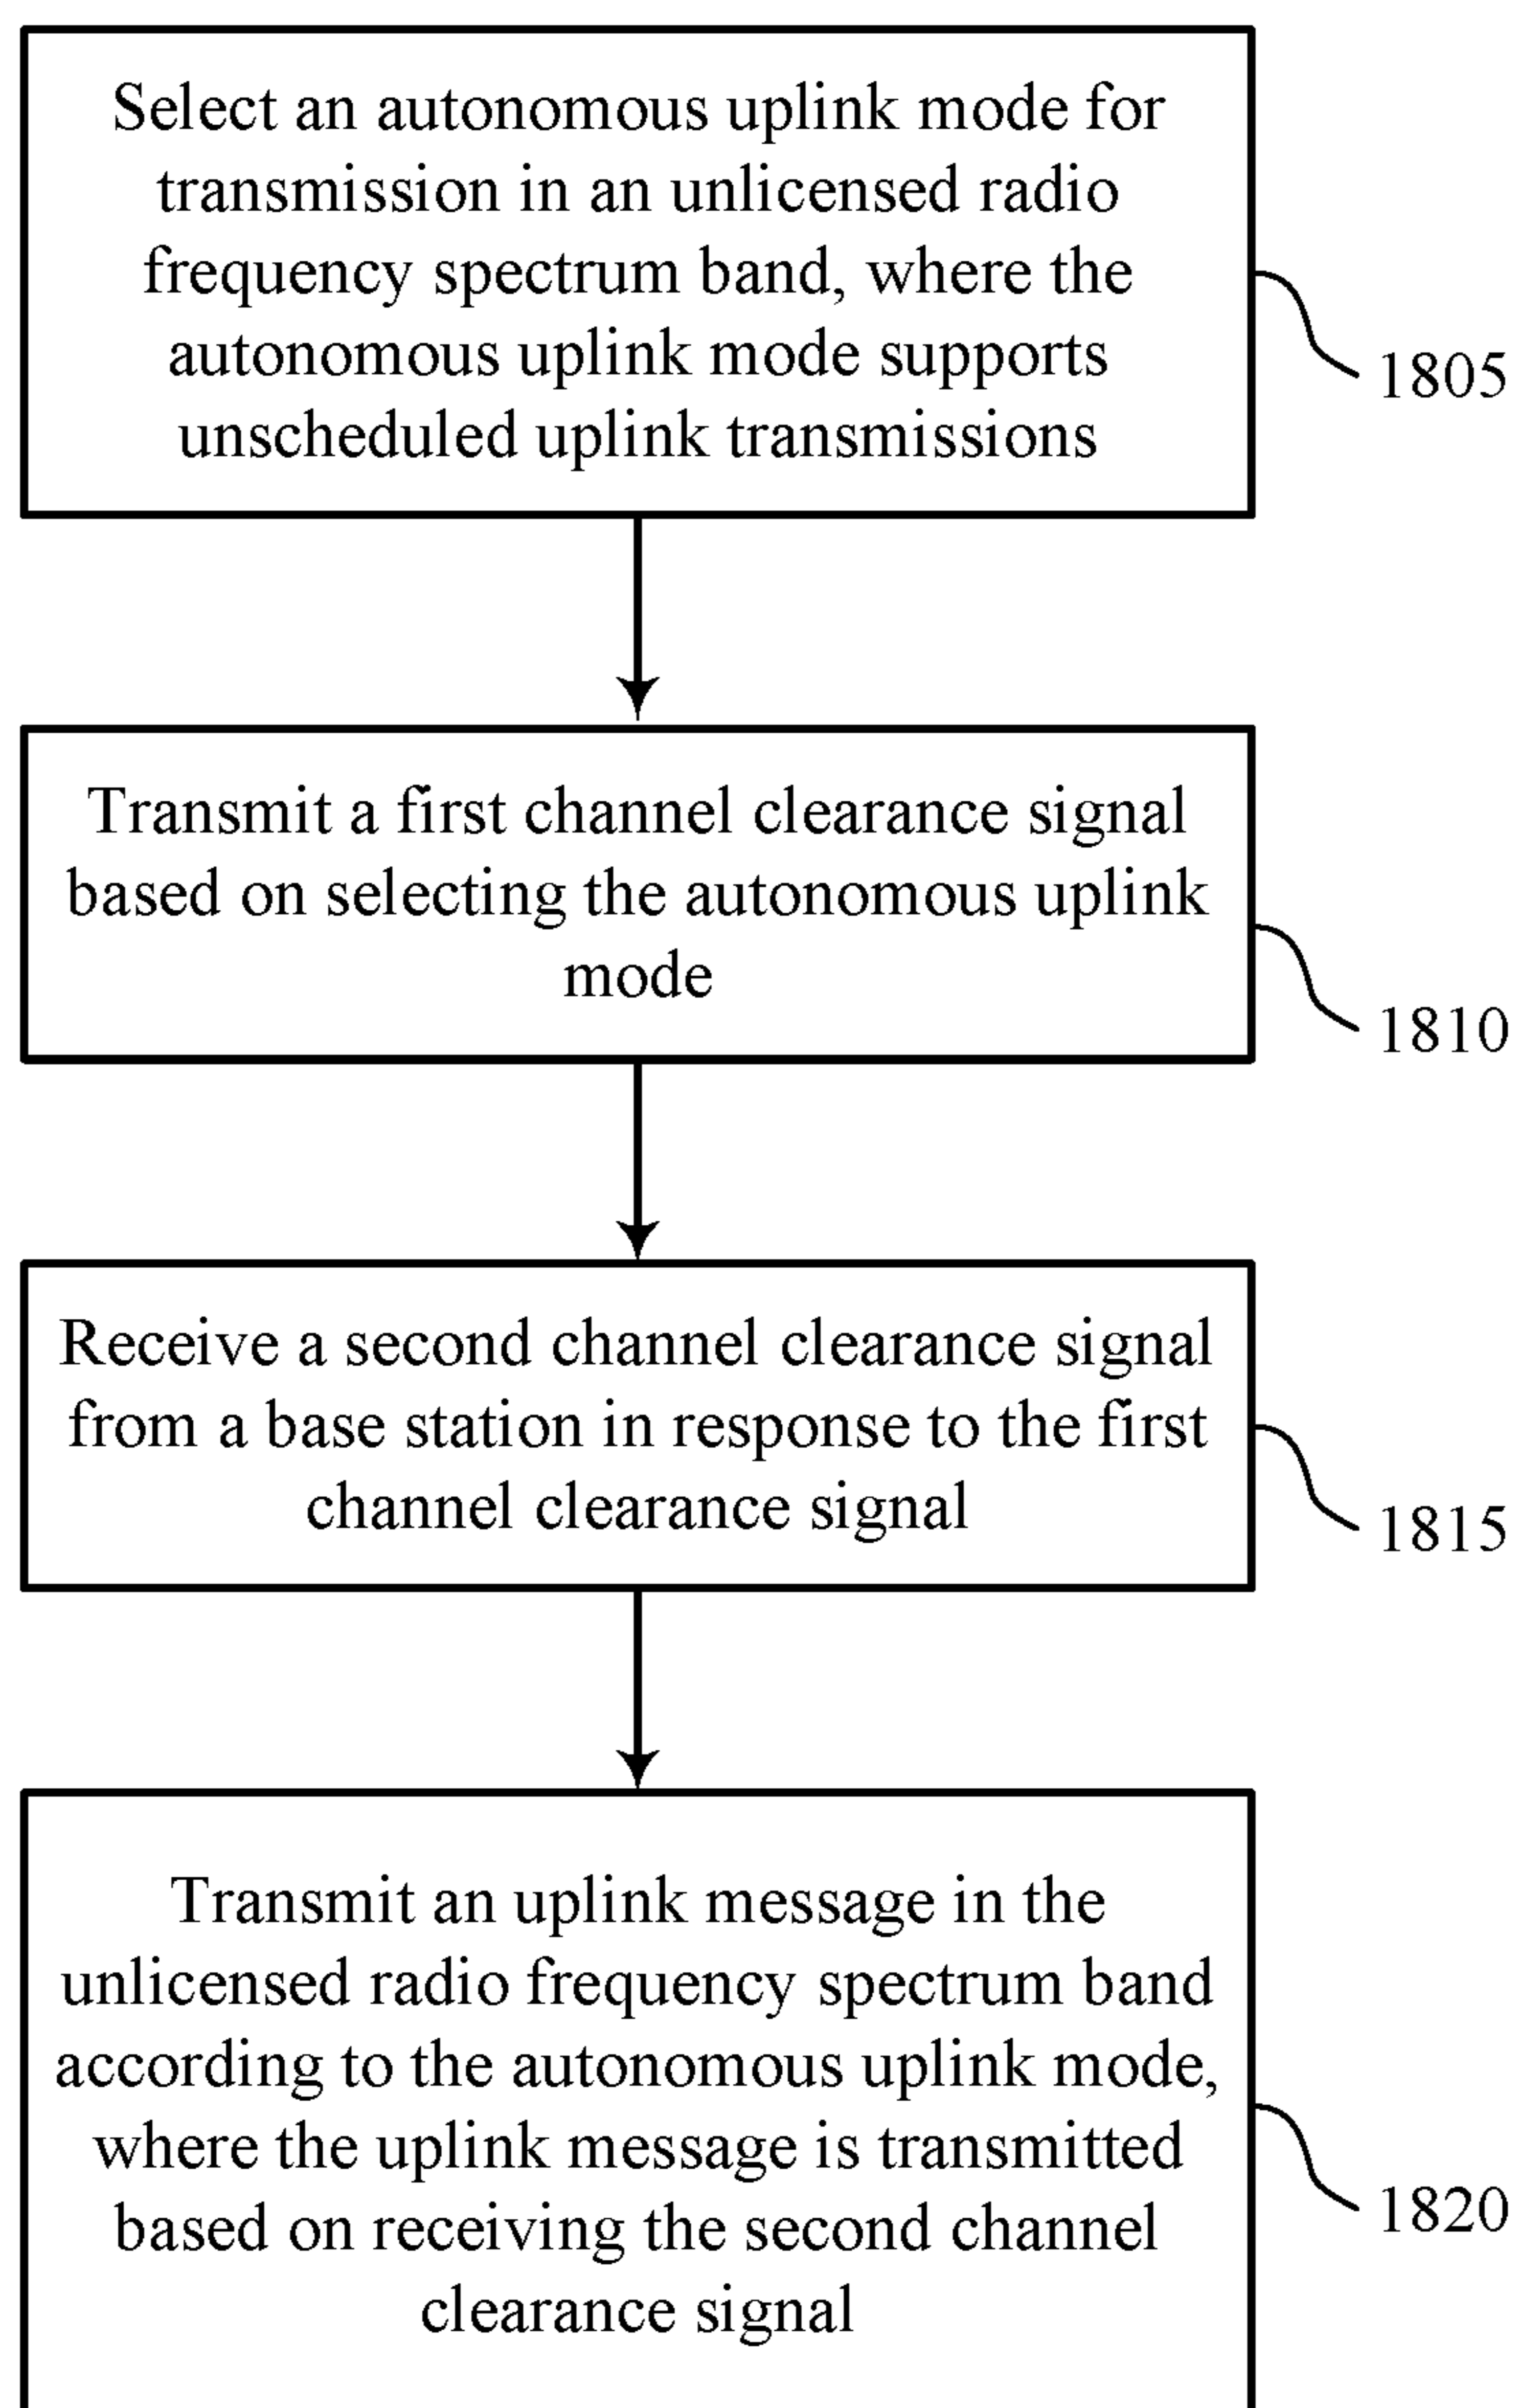 Select an autonomous uplink mode for
transmission in an unlicensed radio
frequency spectrum band, where the
autonomous uplink mode supports
unscheduled uplink transmissions
1805
Transmit a first channel clearance signal
based on selecting the autonomous uplink
mode
1810
Receive a second channel clearance signal
from a base station in response to the first
channel clearance signal
1815
Transmit an uplink message in the
unlicensed radio frequency spectrum band
according to the autonomous uplink mode,
where the uplink message is transmitted
based on receiving the second channel
clearance signal
1820